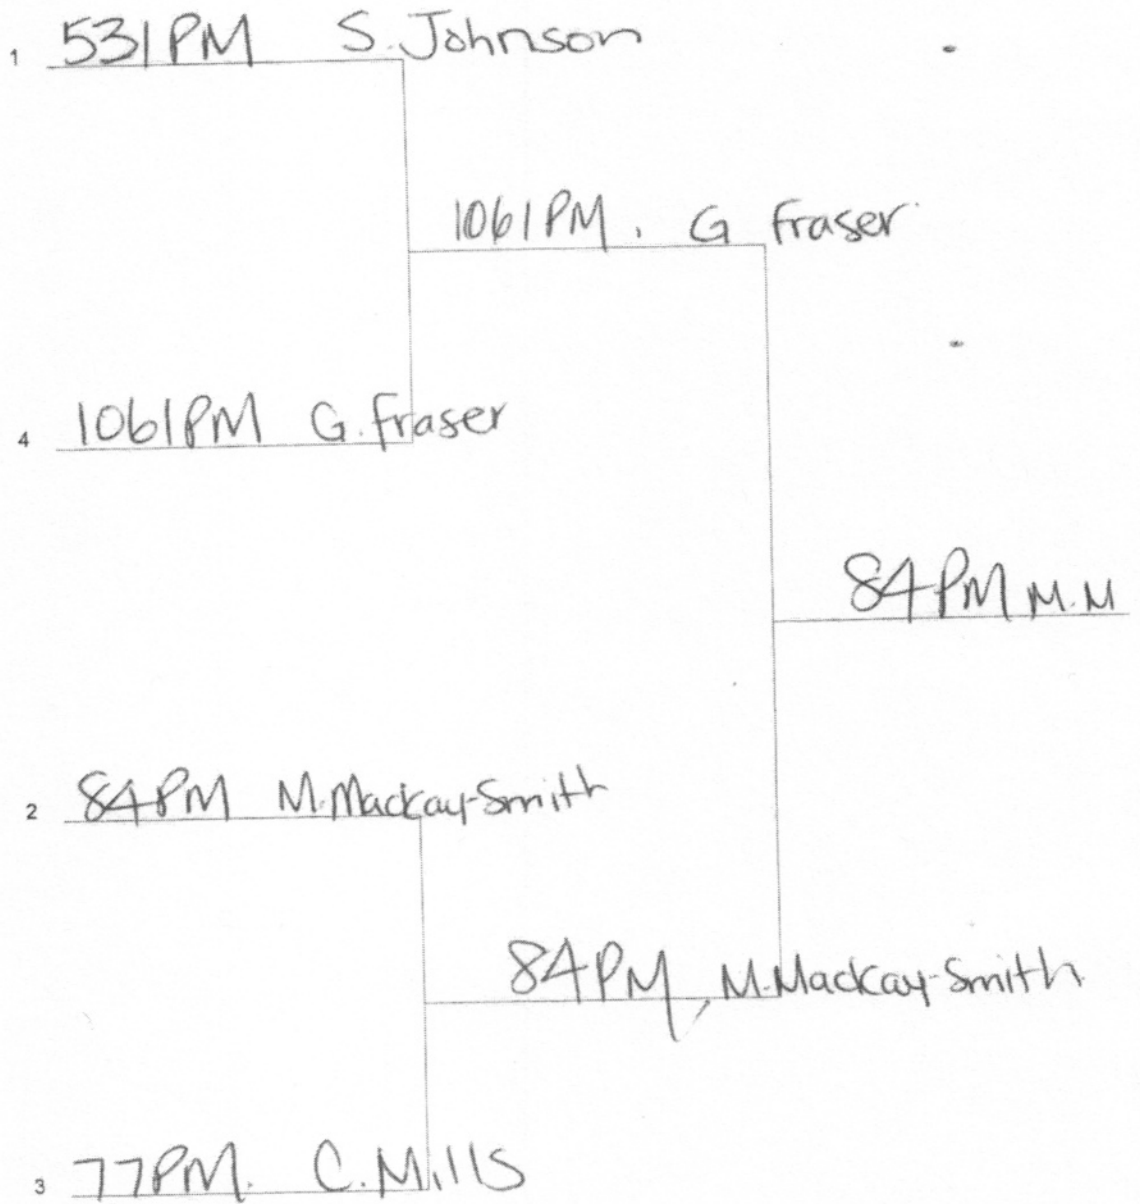 1 531PM S. Johnson
1061PM. G Fraser
4 1061PM G. Fraser
84PM M.M
2 84PM M. Mackay-Smith
84PM, M. Mackay-Smith
3 77PM. C. Mills